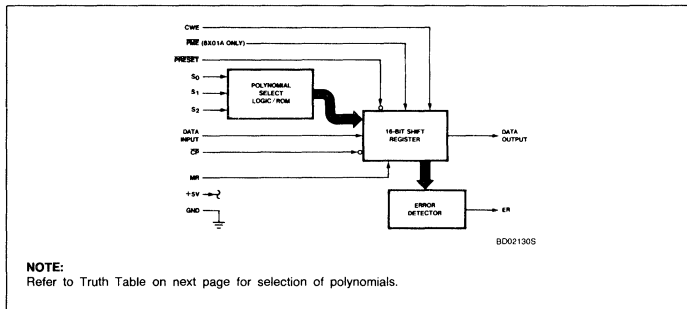 CWE
PME (8X01A ONLY)
PRESET
S0
S1
S2
POLYNOMIAL
SELECT
LOGIC/ROM
DATA
INPUT
CP
16-BIT SHIFT
REGISTER
DATA
OUTPUT
MR
+5V
GND
ERROR
DETECTOR
ER
BD02130S
NOTE:
Refer to Truth Table on next page for selection of polynomials.